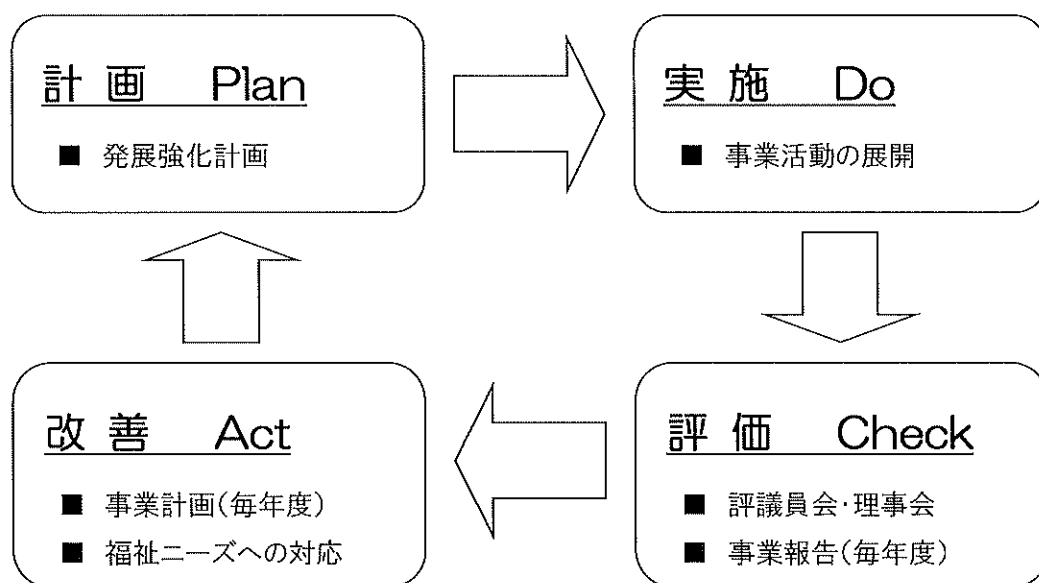 計画 Plan
■ 発展強化計画
実施 Do
■ 事業活動の展開
改善 Act
■ 事業計画(毎年度)
■ 福祉ニーズへの対応
評価 Check
■ 評議員会・理事会
■ 事業報告(毎年度)